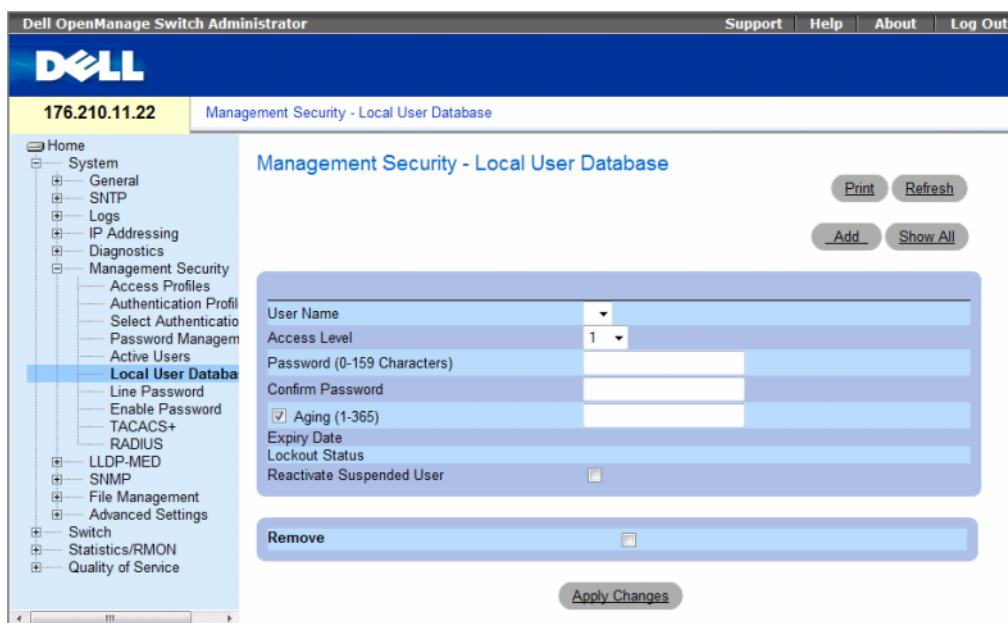 Dell OpenManage Switch Administrator
Support Help About Log Out
DELL
176.210.11.22
Management Security - Local User Database
Home
System
General
SNTP
Logs
IP Addressing
Diagnostics
Management Security
Access Profiles
Authentication Profil
Select Authenticatio
Password Managem
Active Users
Local User Databa
Line Password
Enable Password
TACACS+
RADIUS
LLDP-MED
SNMP
File Management
Advanced Settings
Switch
Statistics/RMON
Quality of Service
Management Security - Local User Database
Print Refresh
Add Show All
User Name
Access Level 1
Password (0-159 Characters)
Confirm Password
Aging (1-365)
Expiry Date
Lockout Status
Reactivate Suspended User
Remove
Apply Changes